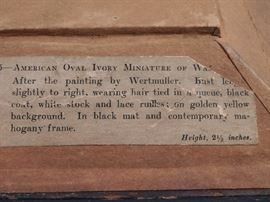 5—American Oval Ivory Miniature of
After the painting by Wertmuller. Bust
slightly to right, wearing hair tied in a queue, black
coat, white stock and lace ruffles; on golden yellow
background. In black mat and contemporary ma-
hogany frame.
Height, 2½ inches.